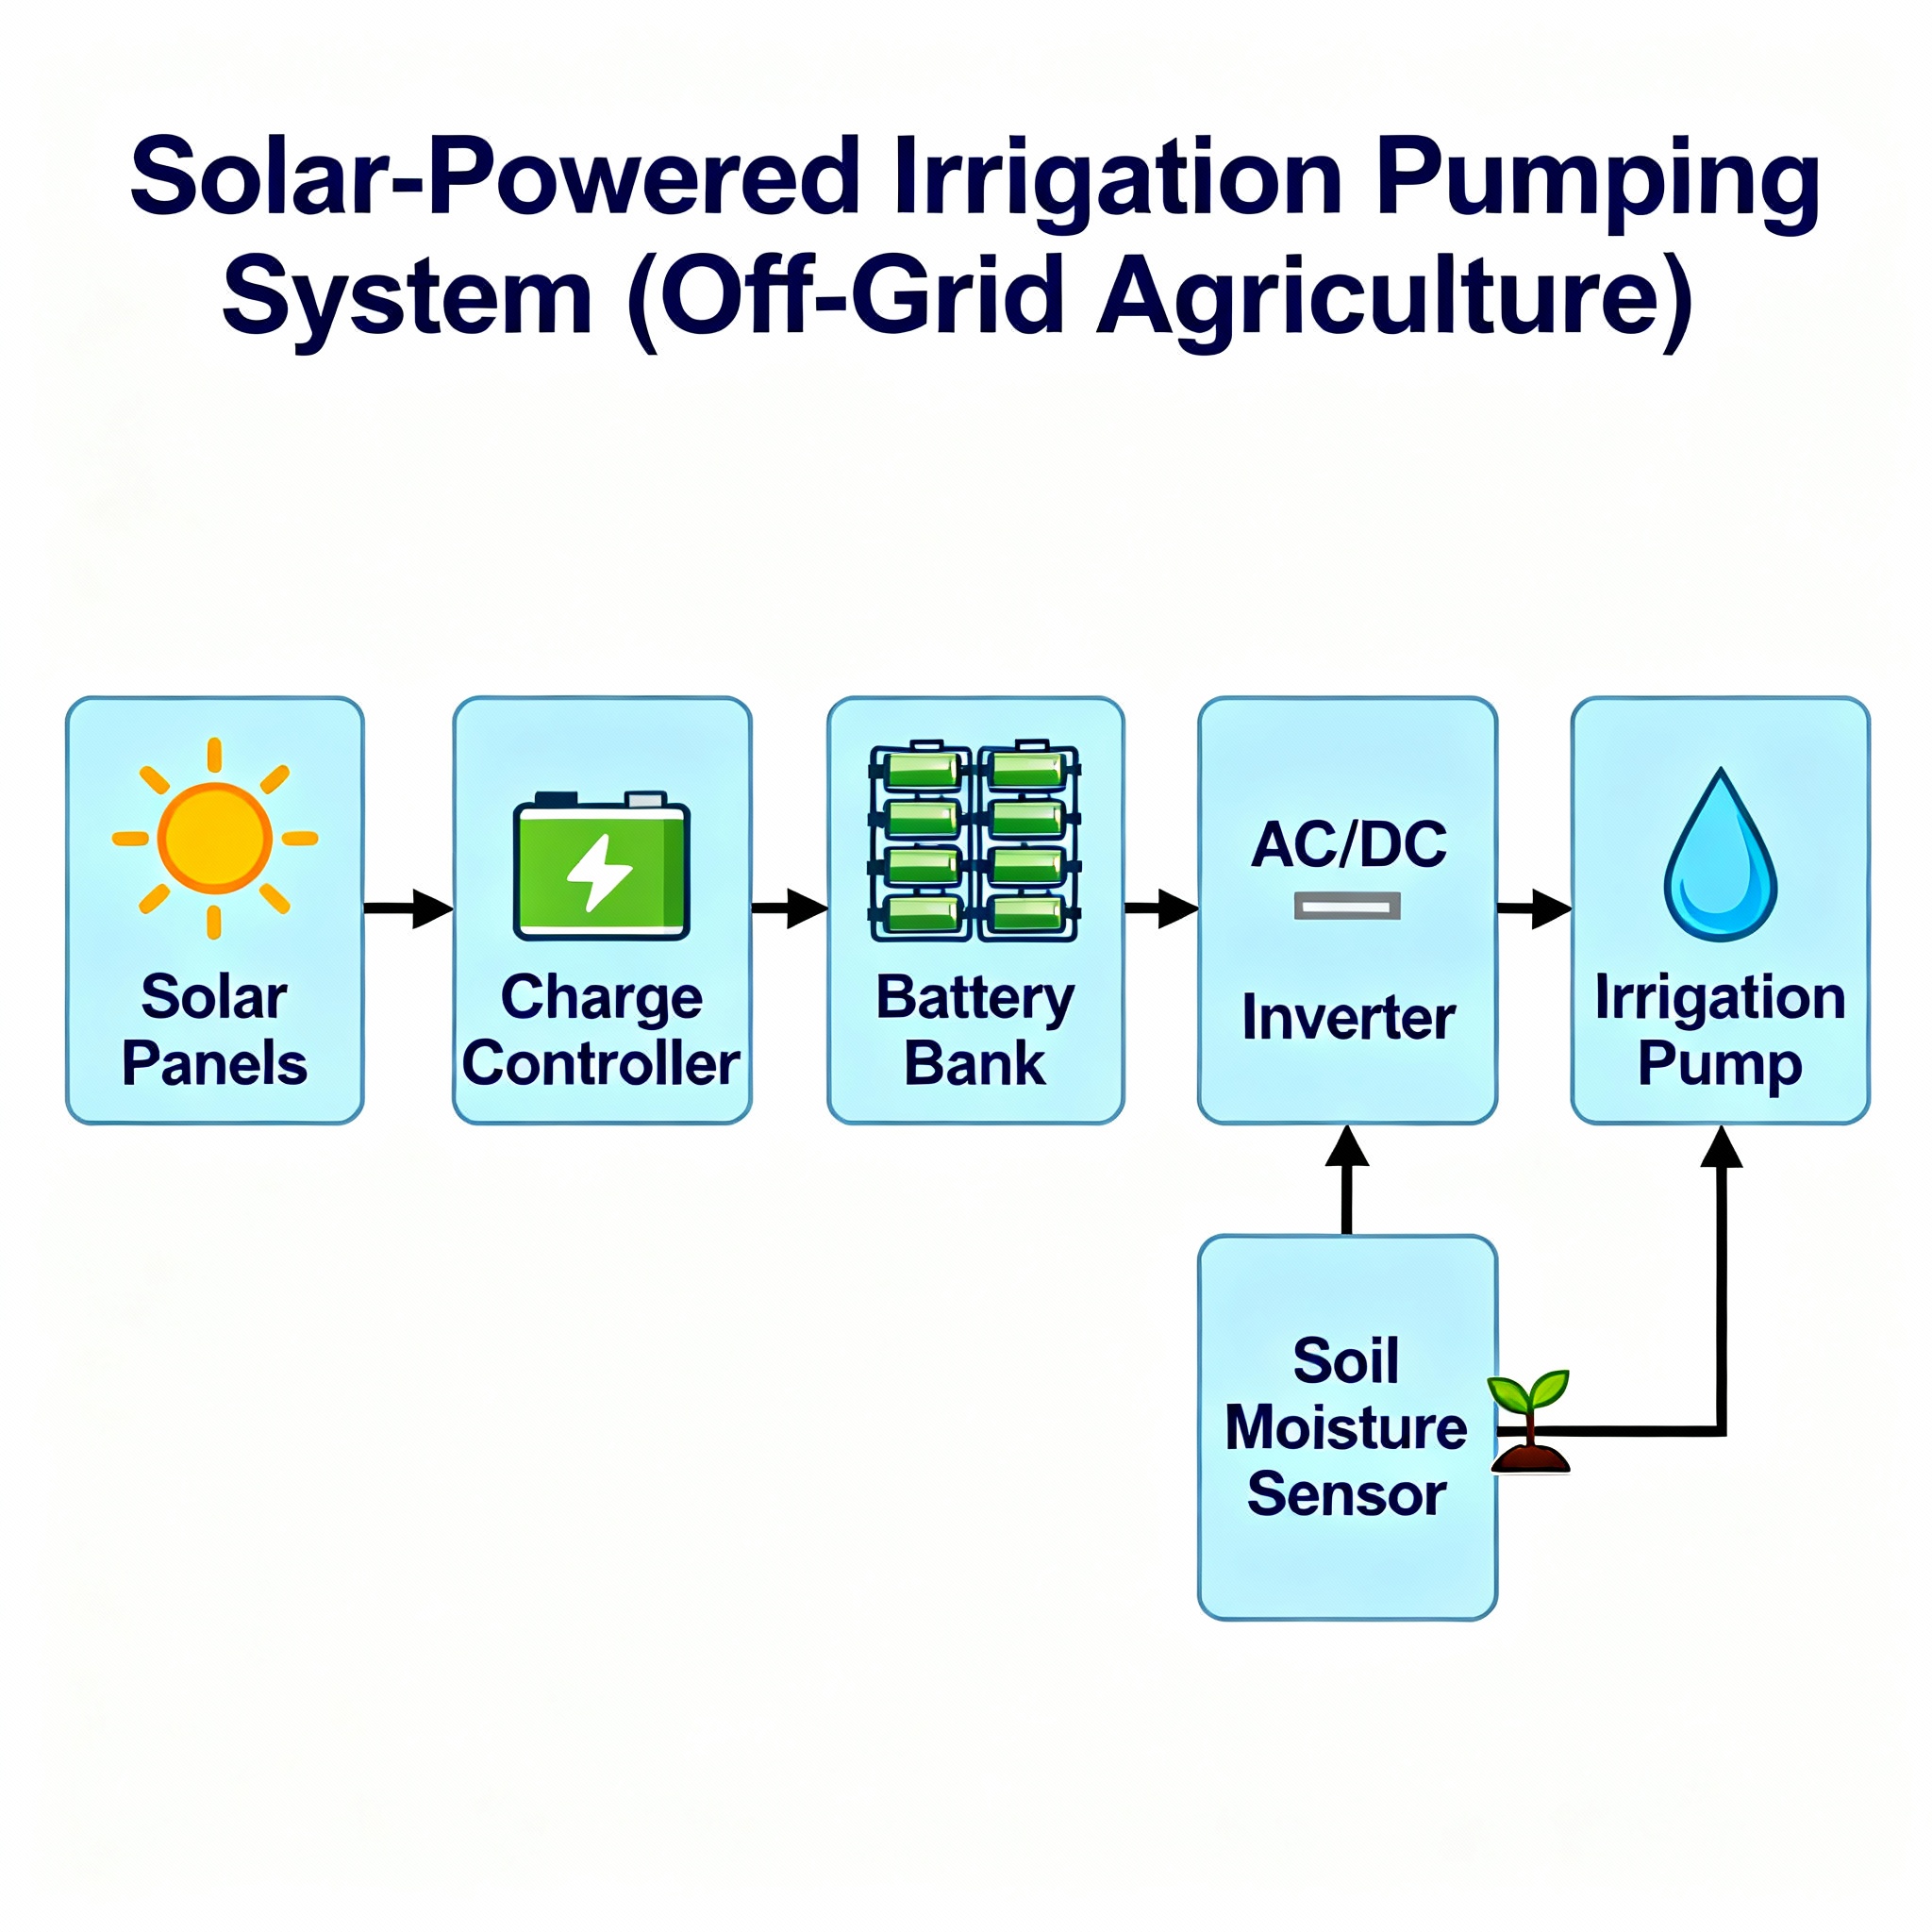 Solar-Powered Irrigation Pumping
System (Off-Grid Agriculture)
Solar
Panels
Charge
Controller
Battery
Bank
AC/DC
Inverter
Irrigation
Pump
Soil
Moisture
Sensor